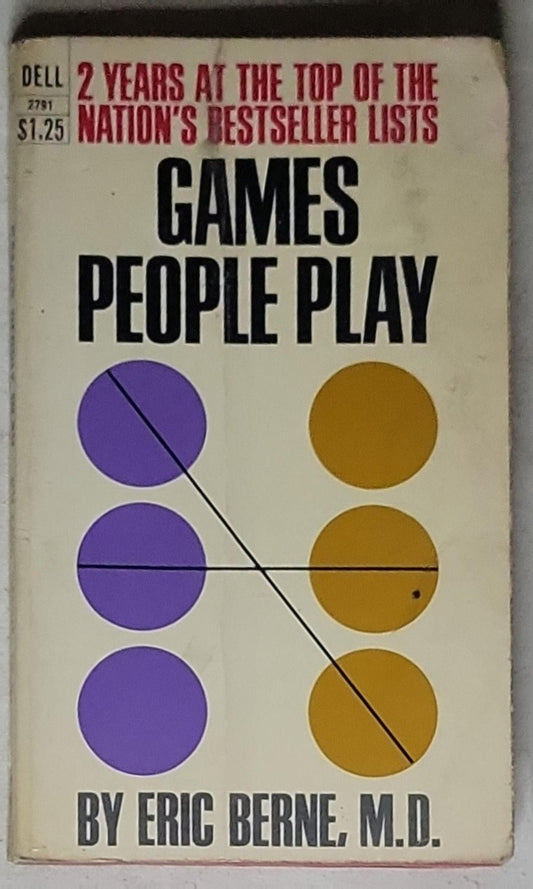 DELL
2791
$1.25
2 YEARS AT THE TOP OF THE
NATION'S BESTSELLER LISTS
GAMES
PEOPLE PLAY
BY ERIC BERNE, M.D.